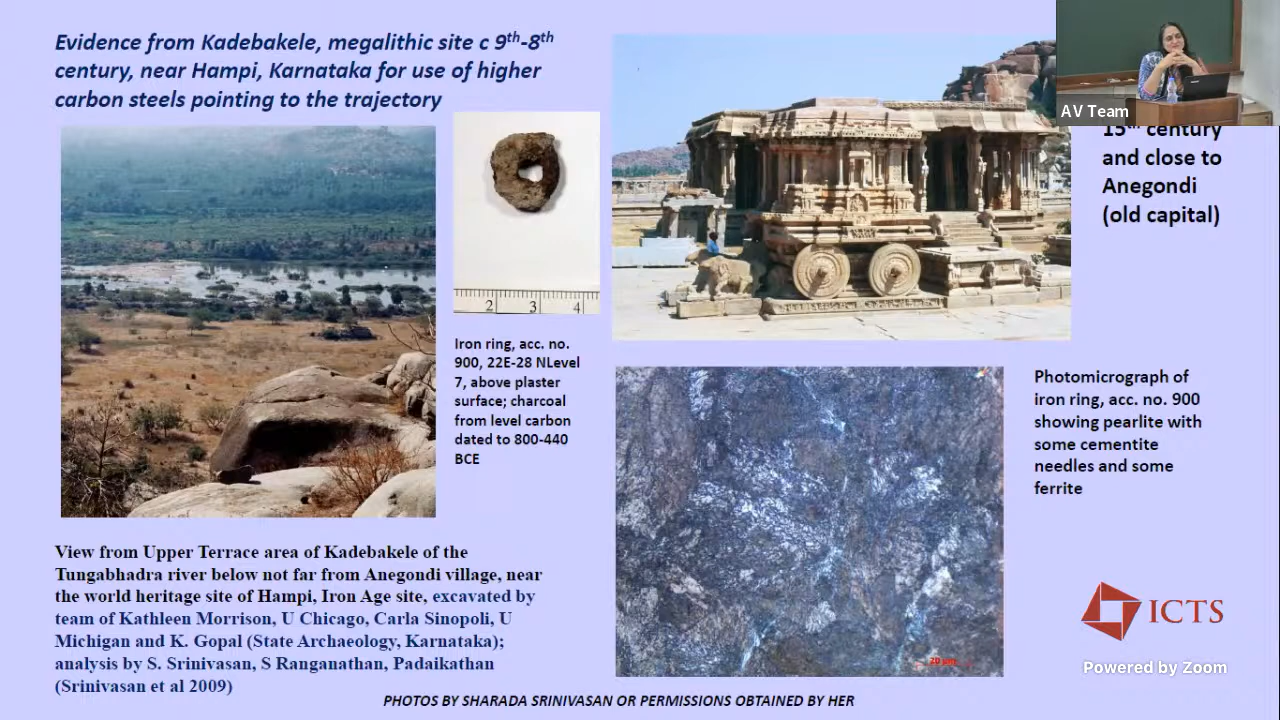 Evidence from Kadebakele, megalithic site c 9th-8th
century, near Hampi, Karnataka for use of higher
carbon steels pointing to the trajectory
AV Team
15th century
and close to
Anegondi
(old capital)
2 3 4
Iron ring, acc. no.
900, 22E-28 NLevel
7, above plaster
surface; charcoal
from level carbon
dated to 800-440
BCE
Photomicrograph of
iron ring, acc. no. 900
showing pearlite with
some cementite
needles and some
ferrite
20 µm
View from Upper Terrace area of Kadebakele of the
Tungabhadra river below not far from Anegondi village, near
the world heritage site of Hampi, Iron Age site, excavated by
team of Kathleen Morrison, U Chicago, Carla Sinopoli, U
Michigan and K. Gopal (State Archaeology, Karnataka);
analysis by S. Srinivasan, S Ranganathan, Padaikathan
(Srinivasan et al 2009)
ICTS
Powered by Zoom
PHOTOS BY SHARADA SRINIVASAN OR PERMISSIONS OBTAINED BY HER